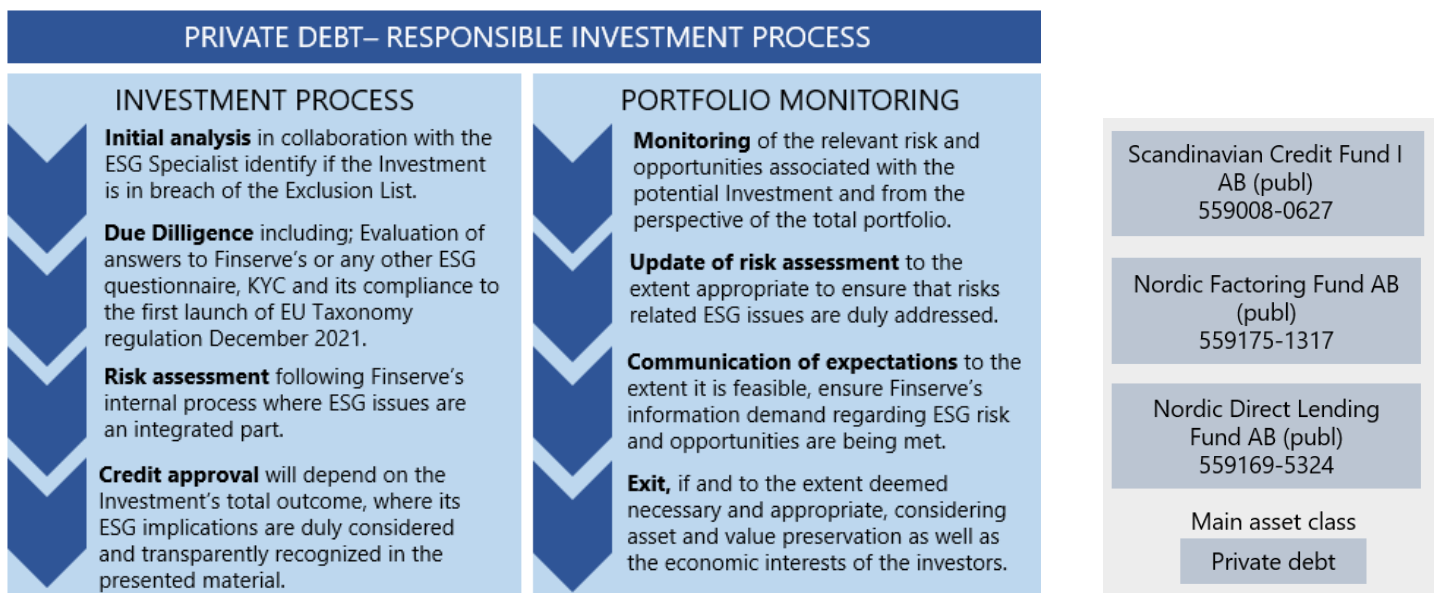 PRIVATE DEBT– RESPONSIBLE INVESTMENT PROCESS
INVESTMENT PROCESS
Initial analysis in collaboration with the
ESG Specialist identify if the Investment
is in breach of the Exclusion List.
Due Dilligence including; Evaluation of
answers to Finserve's or any other ESG
questionnaire, KYC and its compliance to
the first launch of EU Taxonomy
regulation December 2021.
Risk assessment following Finserve's
internal process where ESG issues are
an integrated part.
Credit approval will depend on the
Investment's total outcome, where its
ESG implications are duly considered
and transparently recognized in the
presented material.
PORTFOLIO MONITORING
Monitoring of the relevant risk and
opportunities associated with the
potential Investment and from the
perspective of the total portfolio.
Update of risk assessment to the
extent appropriate to ensure that risks
related ESG issues are duly addressed.
Communication of expectations to the
extent it is feasible, ensure Finserve's
information demand regarding ESG risk
and opportunities are being met.
Exit, if and to the extent deemed
necessary and appropriate, considering
asset and value preservation as well as
the economic interests of the investors.
Scandinavian Credit Fund I
AB (publ)
559008-0627
Nordic Factoring Fund AB
(publ)
559175-1317
Nordic Direct Lending
Fund AB (publ)
559169-5324
Main asset class
Private debt